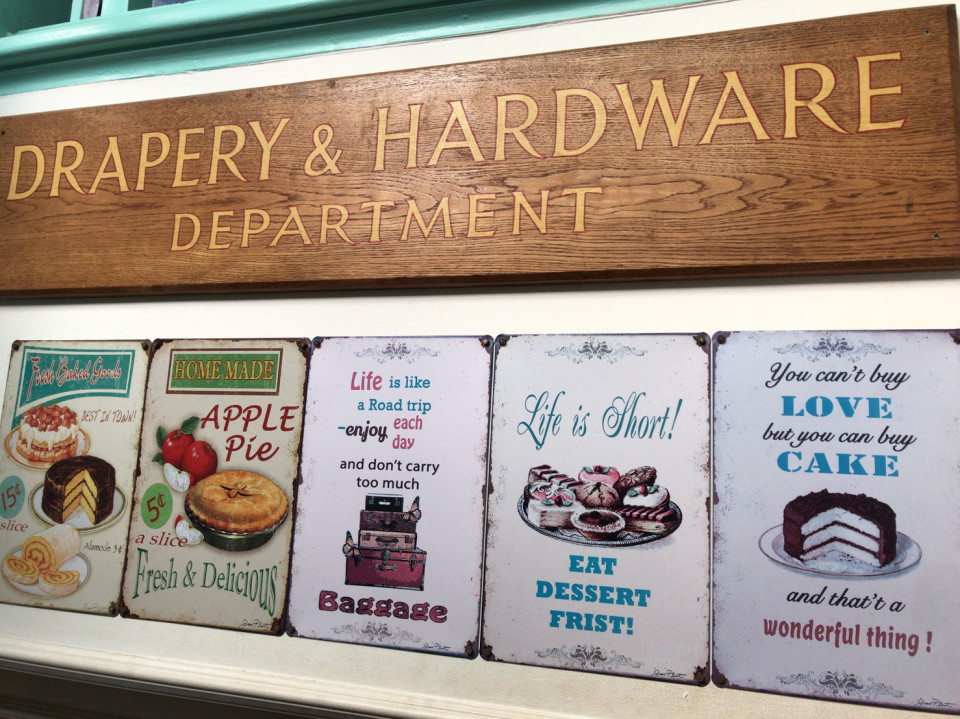 DRAPERY & HARDWARE
DEPARTMENT
Fresh Baked Goods
BEST IN TOWN!
15¢
slice
Alamode 3¢
HOME MADE
APPLE
Pie
5¢
a slice
Fresh & Delicious
Life is like
a Road trip
-enjoy each day
and don't carry
too much
Baggage
Life is Short!
EAT
DESSERT
FRIST!
You can't buy
LOVE
but you can buy
CAKE
and that't a
wonderful thing !